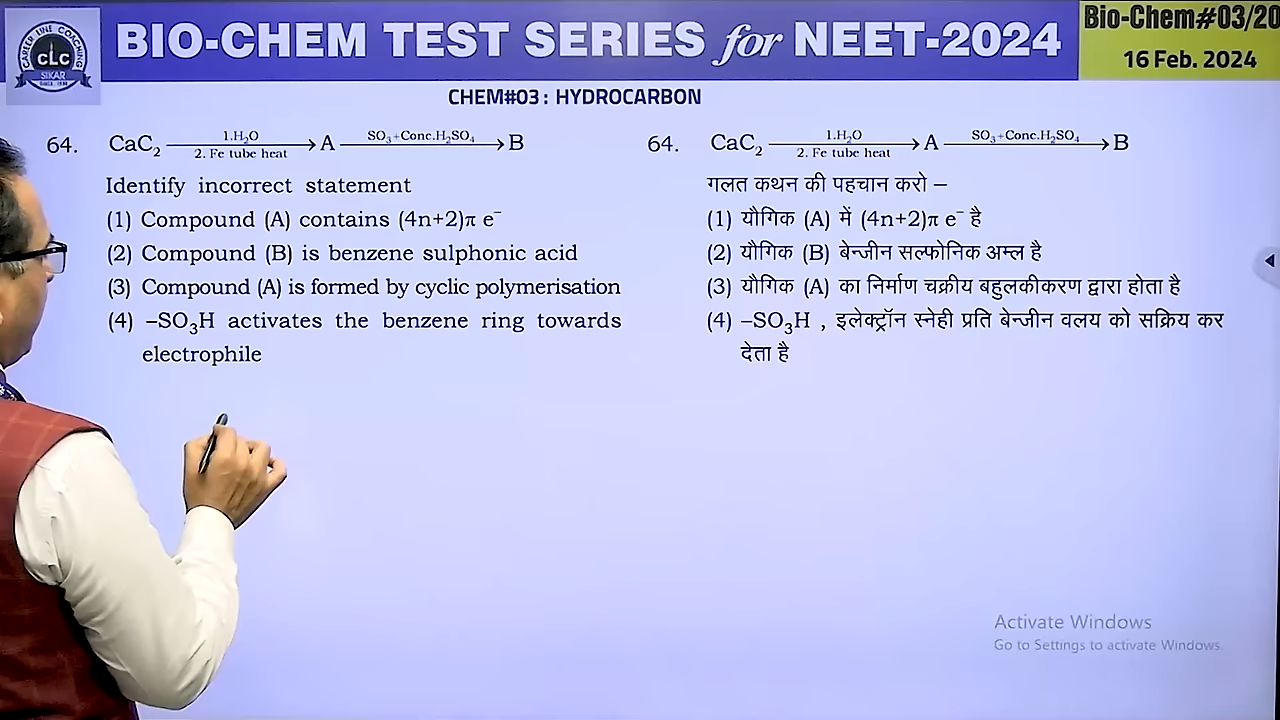 CAREER LINE COACHING
CLC
SIKAR
BIO-CHEM TEST SERIES for NEET-2024
Bio-Chem#03/20
16 Feb. 2024
CHEM#03 : HYDROCARBON
64. CaC₂ 1.H₂O 2. Fe tube heat → A SO₃+Conc.H₂SO₄ → B
Identify incorrect statement
(1) Compound (A) contains (4n+2)π e⁻
(2) Compound (B) is benzene sulphonic acid
(3) Compound (A) is formed by cyclic polymerisation
(4) –SO₃H activates the benzene ring towards
electrophile
64. CaC₂ 1.H₂O 2. Fe tube heat → A SO₃+Conc.H₂SO₄ → B
गलत कथन की पहचान करो –
(1) यौगिक (A) में (4n+2)π e⁻ है
(2) यौगिक (B) बेन्जीन सल्फोनिक अम्ल है
(3) यौगिक (A) का निर्माण चक्रीय बहुलकीकरण द्वारा होता है
(4) –SO₃H , इलेक्ट्रॉन स्नेही प्रति बेन्जीन वलय को सक्रिय कर
देता है
Activate Windows
Go to Settings to activate Windows.